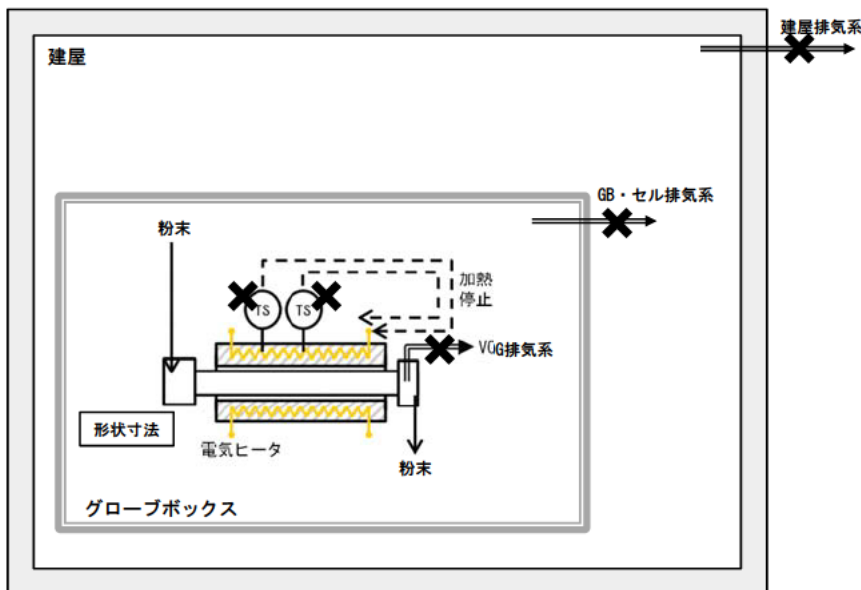 建屋排気系
建屋
GB・セル排気系
粉末
加熱
停止
TS
TS
VOG排気系
形状寸法
電気ヒータ
粉末
グローブボックス